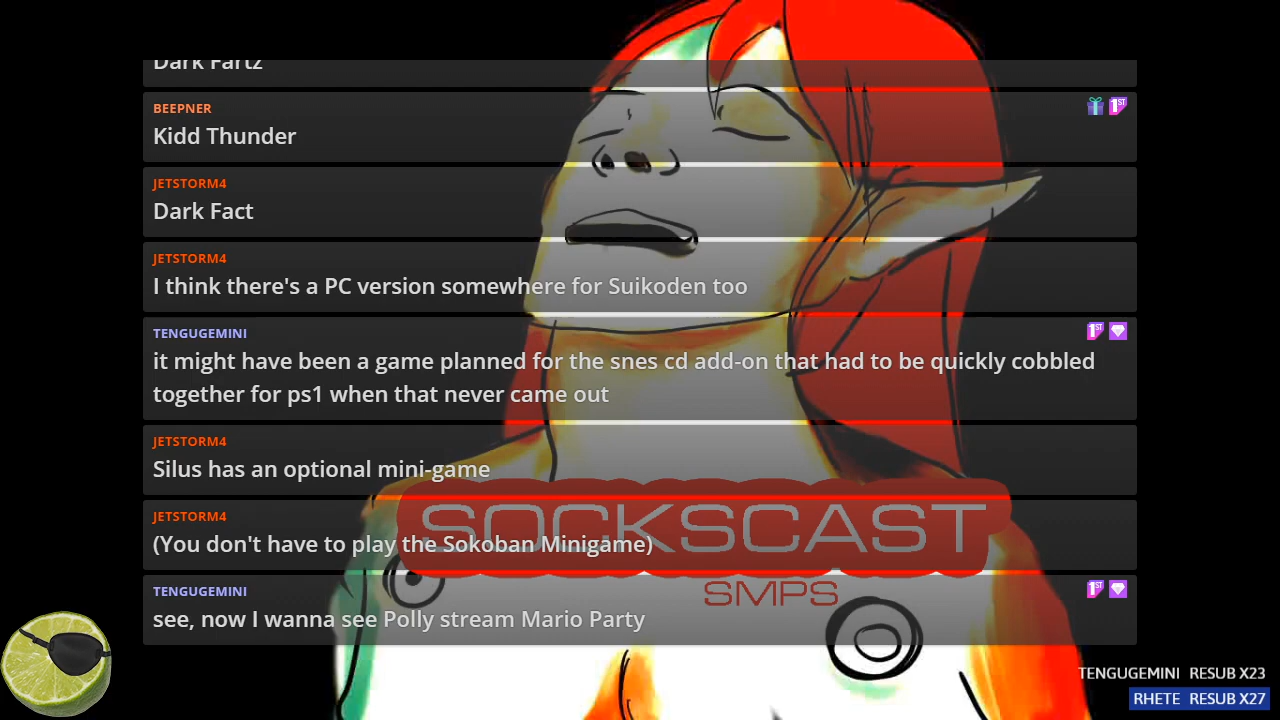 Dark Fartz
BEEPNER
Kidd Thunder
JETSTORM4
Dark Fact
JETSTORM4
I think there's a PC version somewhere for Suikoden too
TENGUGEMINI
it might have been a game planned for the snes cd add-on that had to be quickly cobbled
together for ps1 when that never came out
JETSTORM4
Silus has an optional mini-game
JETSTORM4
(You don't have to play the Sokoban Minigame)
TENGUGEMINI
see, now I wanna see Polly stream Mario Party
SOCKSCAST
SMPS
TENGUGEMINI RESUB X23
RHETE RESUB X27
1ST
1ST
1ST